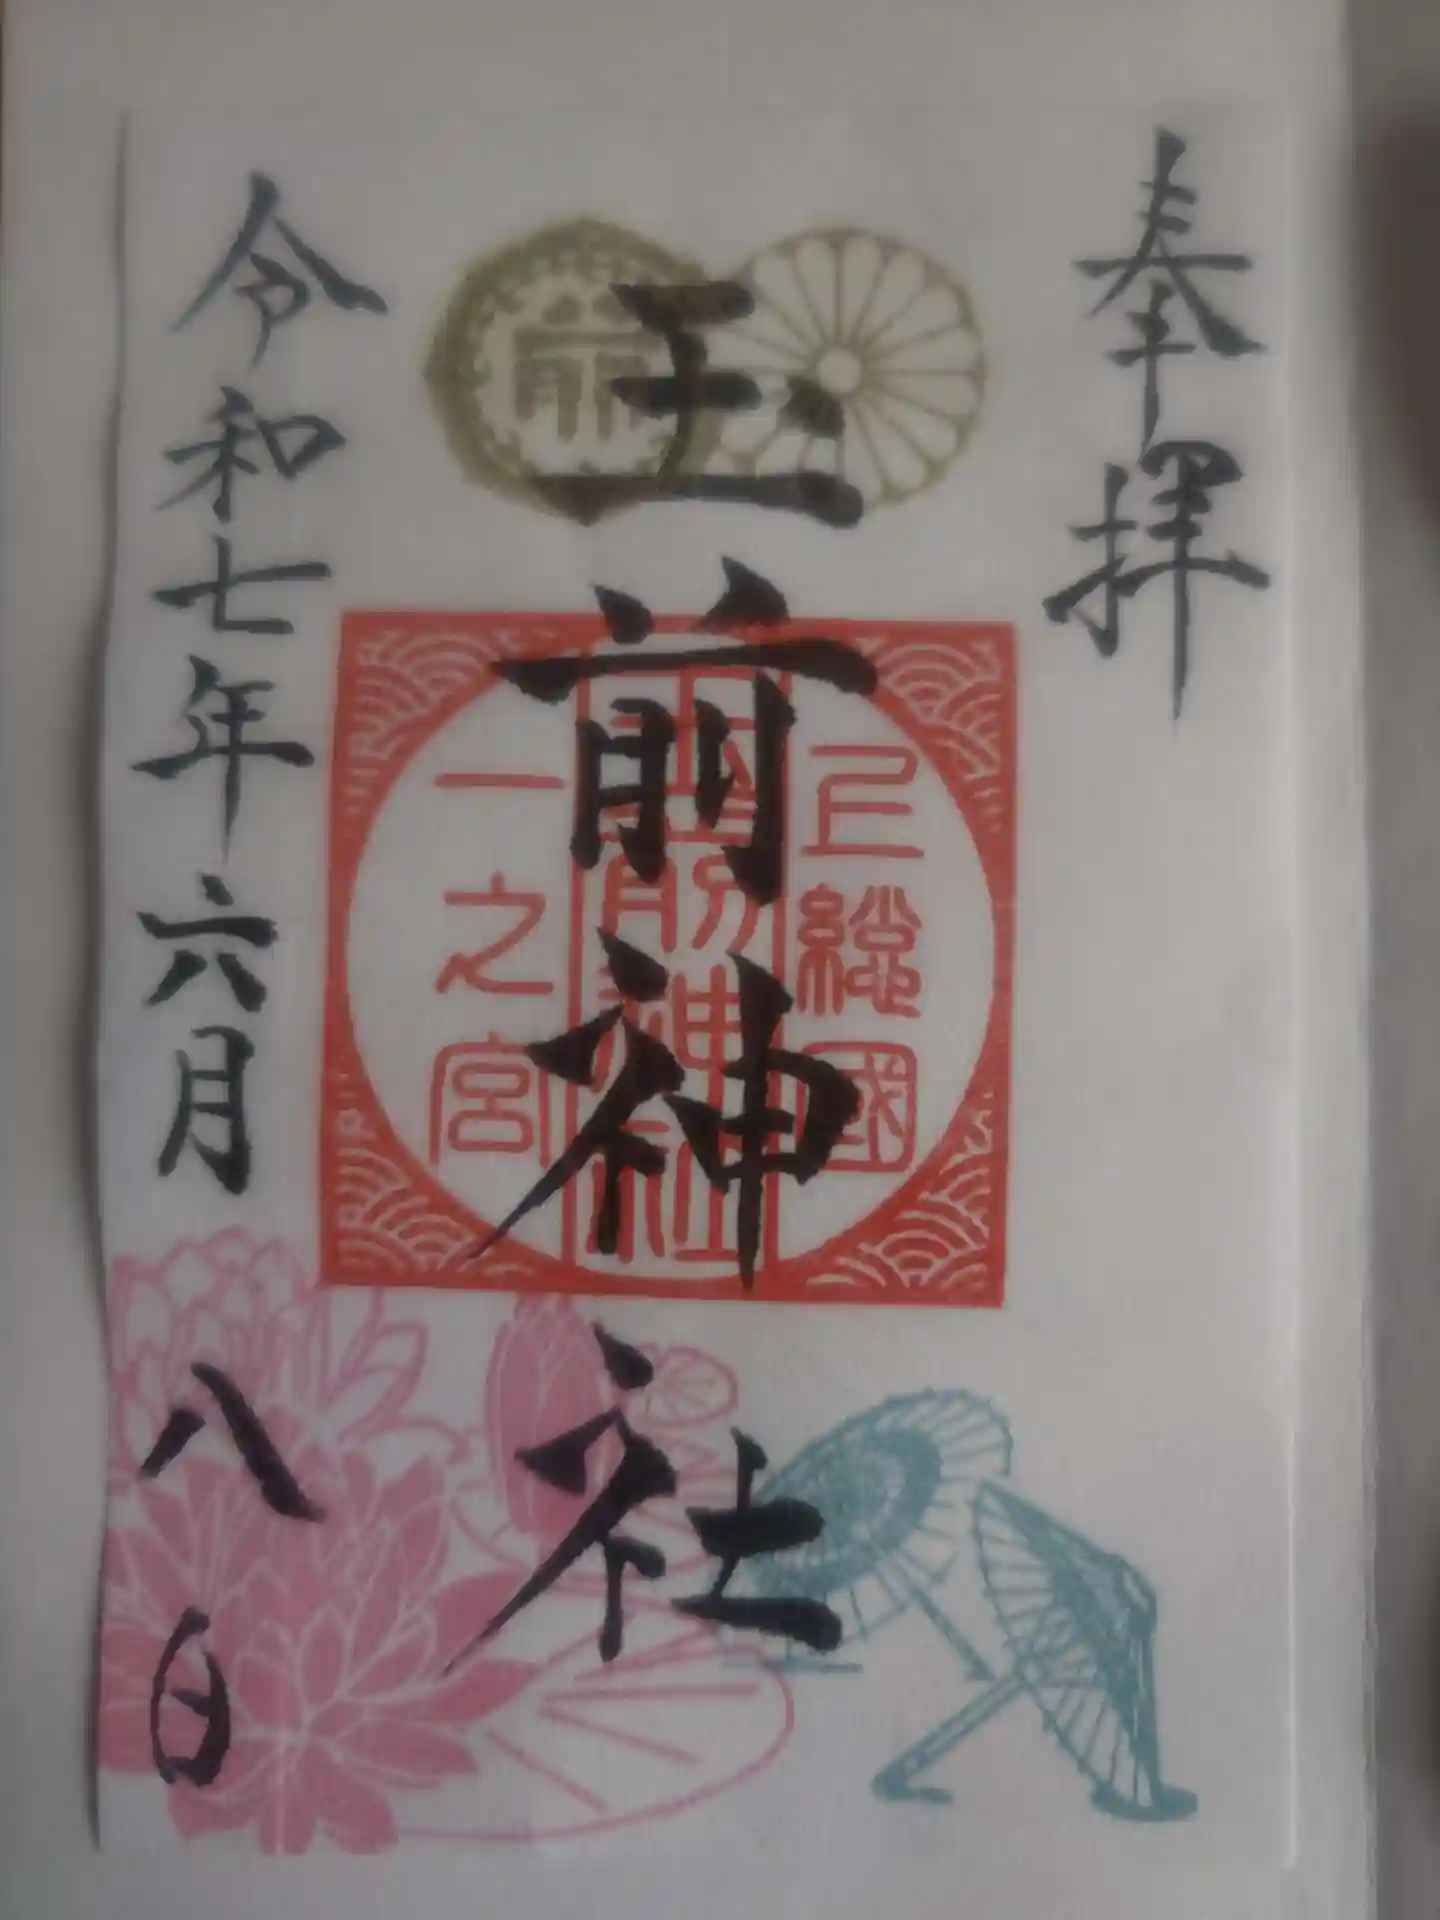 奉拝
玉前神社
令和七年六月八日
上總國
玉前神社
一之宮